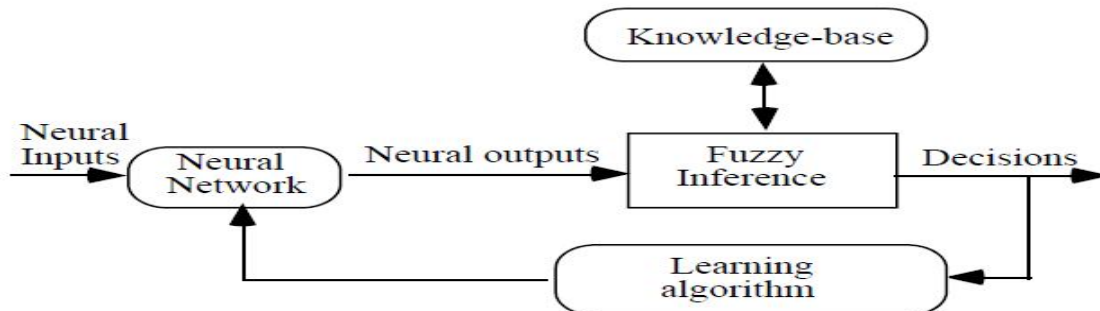 Knowledge-base
Neural
Inputs
Neural
Network
Neural outputs
Fuzzy
Inference
Decisions
Learning
algorithm